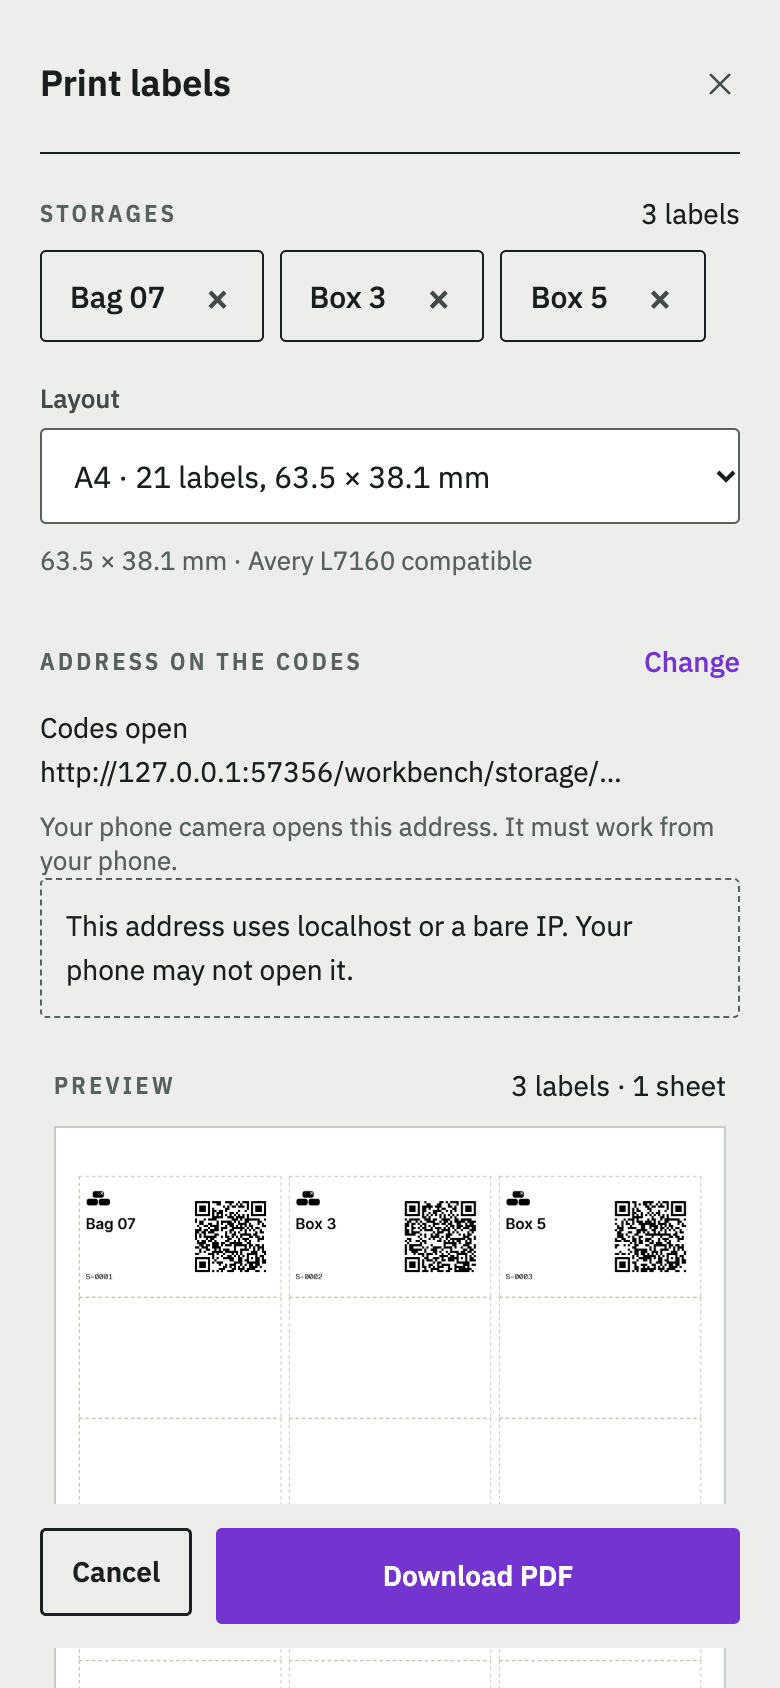 Print labels
STORAGES
3 labels
Bag 07 ×
Box 3 ×
Box 5 ×
Layout
A4 · 21 labels, 63.5 × 38.1 mm
63.5 × 38.1 mm · Avery L7160 compatible
ADDRESS ON THE CODES
Change
Codes open
http://127.0.0.1:57356/workbench/storage/…
Your phone camera opens this address. It must work from
your phone.
This address uses localhost or a bare IP. Your
phone may not open it.
PREVIEW
3 labels · 1 sheet
Bag 07
S-0001
Box 3
S-0002
Box 5
S-0003
Cancel
Download PDF